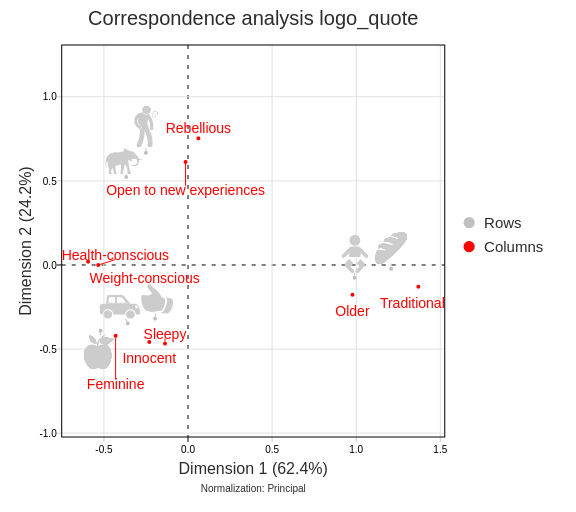 Correspondence analysis logo_quote
1.0
0.5
0.0
-0.5
-1.0
Dimension 2 (24.2%)
Rebellious
Open to new experiences
Health-conscious
Weight-conscious
Older
Traditional
Sleepy
Innocent
Feminine
Rows
Columns
-0.5
0.0
0.5
1.0
1.5
Dimension 1 (62.4%)
Normalization: Principal